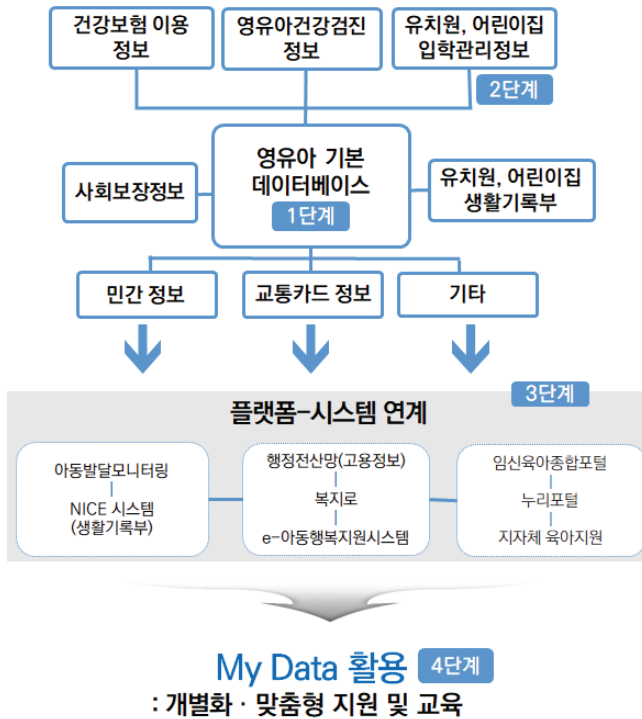 건강보험 이용
정보
영유아건강검진
정보
유치원, 어린이집
입학관리정보
2단계
영유아 기본
데이터베이스
1단계
사회보장정보
유치원, 어린이집
생활기록부
민간 정보
교통카드 정보
기타
3단계
플랫폼-시스템 연계
아동발달모니터링
NICE 시스템
(생활기록부)
행정전산망(고용정보)
복지로
e-아동행복지원시스템
임신육아종합포털
누리포털
지자체 육아지원
My Data 활용 4단계
: 개별화 · 맞춤형 지원 및 교육